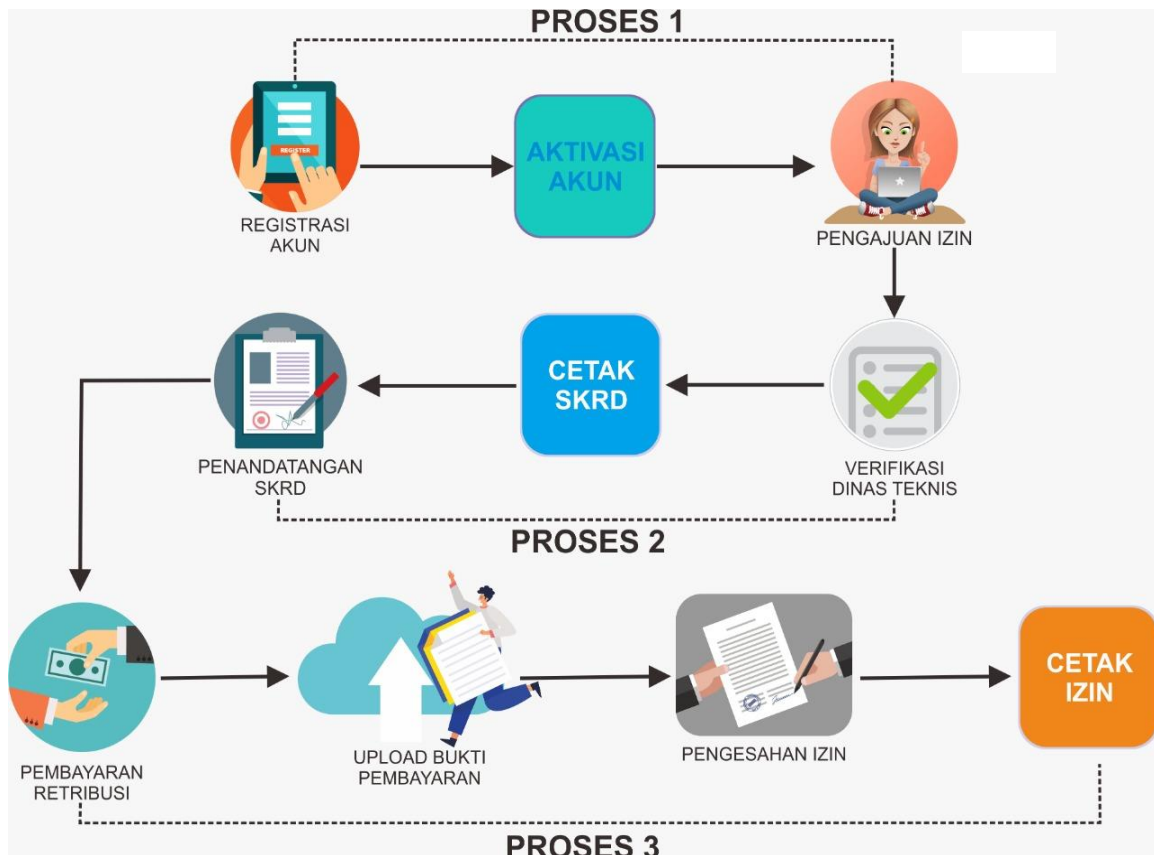 PROSES 1
REGISTER
AKTIVASI
AKUN
REGISTRASI
AKUN
PENGAJUAN IZIN
CETAK
SKRD
PENANDATANGAN
SKRD
VERIFIKASI
DINAS TEKNIS
PROSES 2
CETAK
IZIN
UPLOAD BUKTI
PEMBAYARAN
PENGESAHAN IZIN
PEMBAYARAN
RETRIBUSI
PROSES 3